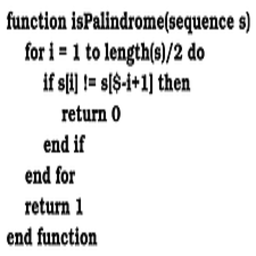 function isPalindrome(sequence s)
for i = 1 to length(s)/2 do
if s[i] != s[$-i+1] then
return 0
end if
end for
return 1
end function